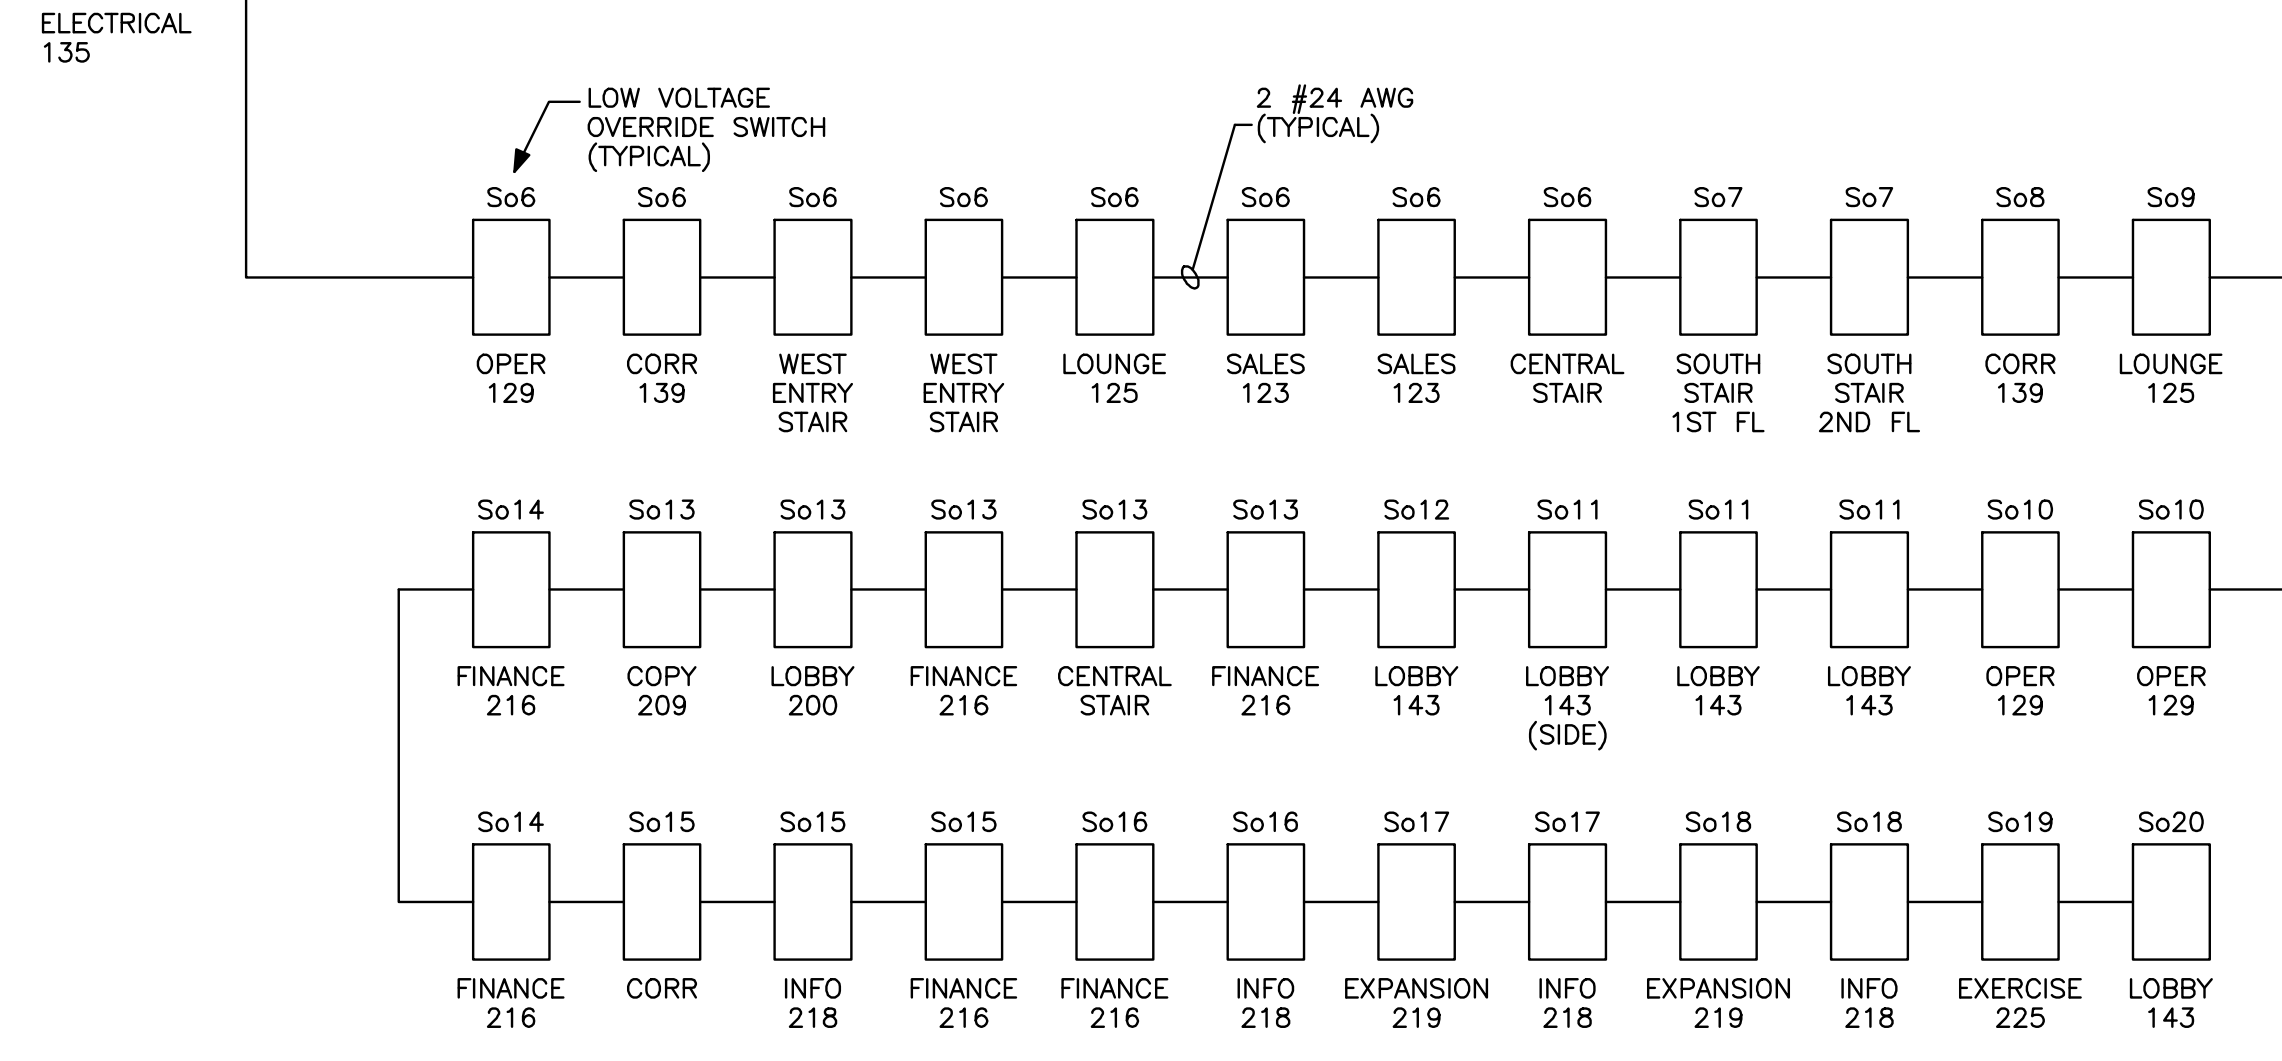 ELECTRICAL
135
LOW VOLTAGE
OVERRIDE SWITCH
(TYPICAL)
2 #24 AWG
(TYPICAL)
So6 So6 So6 So6 So6 So6 So6 So6 So7 So7 So8 So9
OPER CORR WEST WEST LOUNGE SALES SALES CENTRAL SOUTH SOUTH CORR LOUNGE
129 139 ENTRY ENTRY 125 123 123 STAIR STAIR STAIR 139 125
STAIR STAIR 1ST FL 2ND FL
So14 So13 So13 So13 So13 So13 So12 So11 So11 So11 So10 So10
FINANCE COPY LOBBY FINANCE CENTRAL FINANCE LOBBY LOBBY LOBBY LOBBY OPER OPER
216 209 200 216 STAIR 216 143 143 143 143 129 129
(SIDE)
So14 So15 So15 So15 So16 So16 So17 So17 So18 So18 So19 So20
FINANCE CORR INFO FINANCE FINANCE INFO EXPANSION INFO EXPANSION INFO EXERCISE LOBBY
216 218 216 216 218 219 218 219 218 225 143